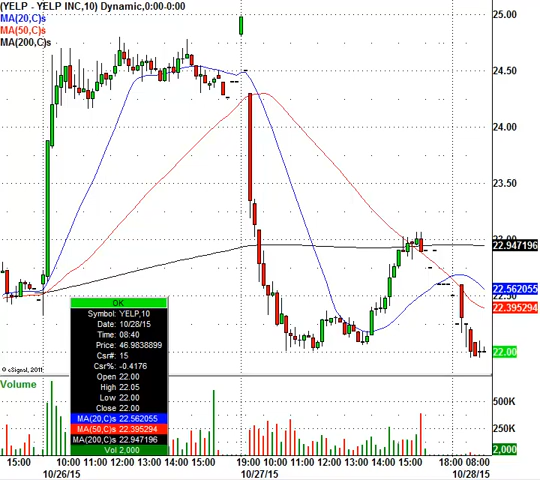 (YELP - YELP INC,10) Dynamic,0:00-0:00
MA(20,C)s
MA(50,C)s
MA(200,C)s
25.00
24.50
24.00
23.50
23.00
22.947196
22.562055
22.50
22.395294
22.00
OK
Symbol: YELP,10
Date: 10/28/15
Time: 08:40
Price: 46.9838899
Csr#: 15
Csr%: -0.4176
Open 22.00
High 22.05
Low 22.00
Close 22.00
MA(20,C)s 22.562055
MA(50,C)s 22.395294
MA(200,C)s 22.947196
Vol 2,000
© eSignal, 2011
Volume
500K
250K
2,000
15:00 10:00 11:00 12:00 13:00 14:00 15:00 19:00 10:00 11:00 12:00 13:00 14:00 15:00 18:00 08:00
10/26/15 10/27/15 10/28/15